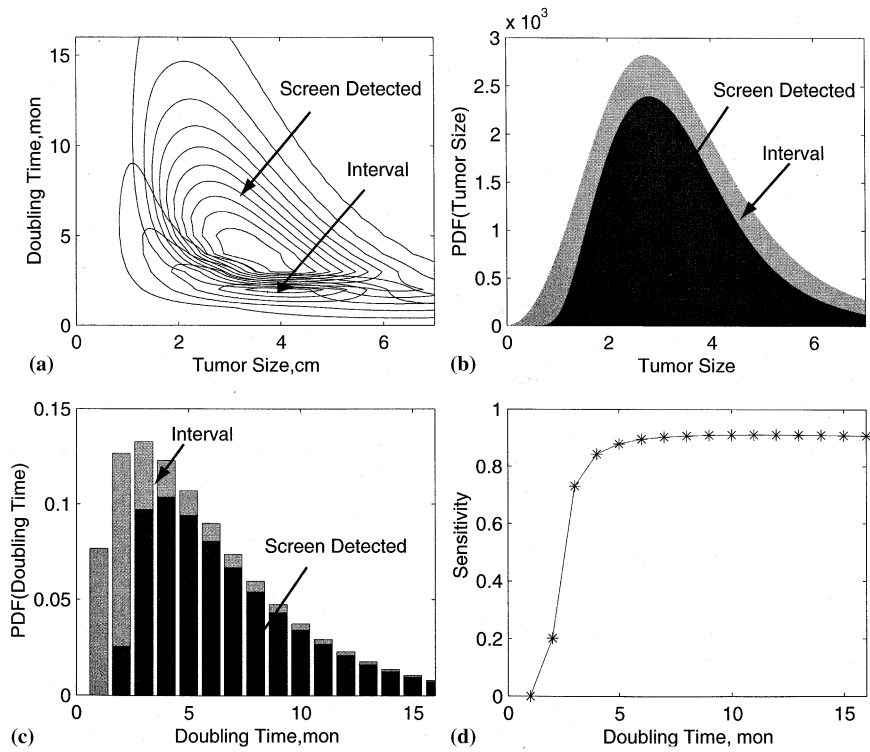 15
10
5
0
Doubling Time,mon
Screen Detected
Interval
0 2 4 6
(a) Tumor Size,cm
x 10³
3
2.5
2
1.5
1
0.5
0
PDF(Tumor Size)
Screen Detected
Interval
0 2 4 6
(b) Tumor Size
0.15
0.1
0.05
0
PDF(Doubling Time)
Interval
Screen Detected
0 5 10 15
(c) Doubling Time,mon
1
0.8
0.6
0.4
0.2
0
Sensitivity
0 5 10 15
(d) Doubling Time, mon